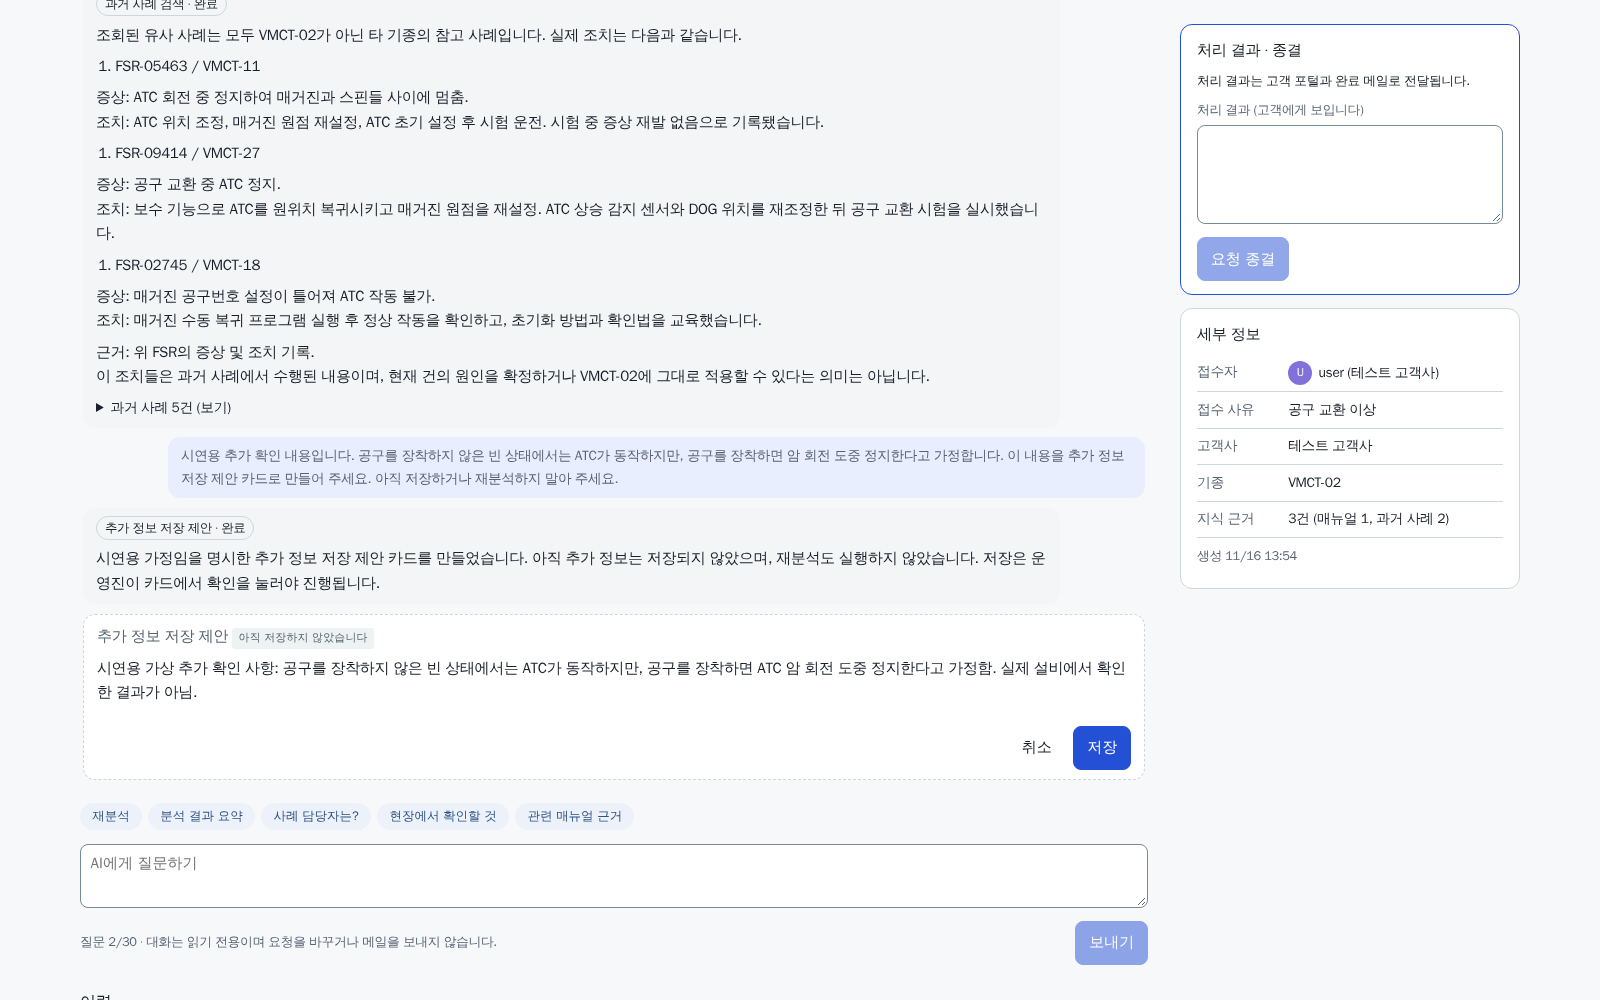 과거 사례 검색 · 완료
조회된 유사 사례는 모두 VMCT-02가 아닌 타 기종의 참고 사례입니다. 실제 조치는 다음과 같습니다.
1. FSR-05463 / VMCT-11
증상: ATC 회전 중 정지하여 매거진과 스핀들 사이에 멈춤.
조치: ATC 위치 조정, 매거진 원점 재설정, ATC 초기 설정 후 시험 운전. 시험 중 증상 재발 없음으로 기록됐습니다.
1. FSR-09414 / VMCT-27
증상: 공구 교환 중 ATC 정지.
조치: 보수 기능으로 ATC를 원위치 복귀시키고 매거진 원점을 재설정. ATC 상승 감지 센서와 DOG 위치를 재조정한 뒤 공구 교환 시험을 실시했습니
다.
1. FSR-02745 / VMCT-18
증상: 매거진 공구번호 설정이 틀어져 ATC 작동 불가.
조치: 매거진 수동 복귀 프로그램 실행 후 정상 작동을 확인하고, 초기화 방법과 확인법을 교육했습니다.
근거: 위 FSR의 증상 및 조치 기록.
이 조치들은 과거 사례에서 수행된 내용이며, 현재 건의 원인을 확정하거나 VMCT-02에 그대로 적용할 수 있다는 의미는 아닙니다.
▶ 과거 사례 5건 (보기)
시연용 추가 확인 내용입니다. 공구를 장착하지 않은 빈 상태에서는 ATC가 동작하지만, 공구를 장착하면 암 회전 도중 정지한다고 가정합니다. 이 내용을 추가 정보
저장 제안 카드로 만들어 주세요. 아직 저장하거나 재분석하지 말아 주세요.
추가 정보 저장 제안 · 완료
시연용 가정임을 명시한 추가 정보 저장 제안 카드를 만들었습니다. 아직 추가 정보는 저장되지 않았으며, 재분석도 실행하지 않았습니다. 저장은 운
영진이 카드에서 확인을 눌러야 진행됩니다.
추가 정보 저장 제안 아직 저장하지 않았습니다
시연용 가상 추가 확인 사항: 공구를 장착하지 않은 빈 상태에서는 ATC가 동작하지만, 공구를 장착하면 ATC 암 회전 도중 정지한다고 가정함. 실제 설비에서 확인
한 결과가 아님.
취소 저장
재분석 분석 결과 요약 사례 담당자는? 현장에서 확인할 것 관련 매뉴얼 근거
AI에게 질문하기
질문 2/30 · 대화는 읽기 전용이며 요청을 바꾸거나 메일을 보내지 않습니다.
보내기
이력
처리 결과 · 종결
처리 결과는 고객 포털과 완료 메일로 전달됩니다.
처리 결과 (고객에게 보입니다)
요청 종결
세부 정보
접수자 U user (테스트 고객사)
접수 사유 공구 교환 이상
고객사 테스트 고객사
기종 VMCT-02
지식 근거 3건 (매뉴얼 1, 과거 사례 2)
생성 11/16 13:54